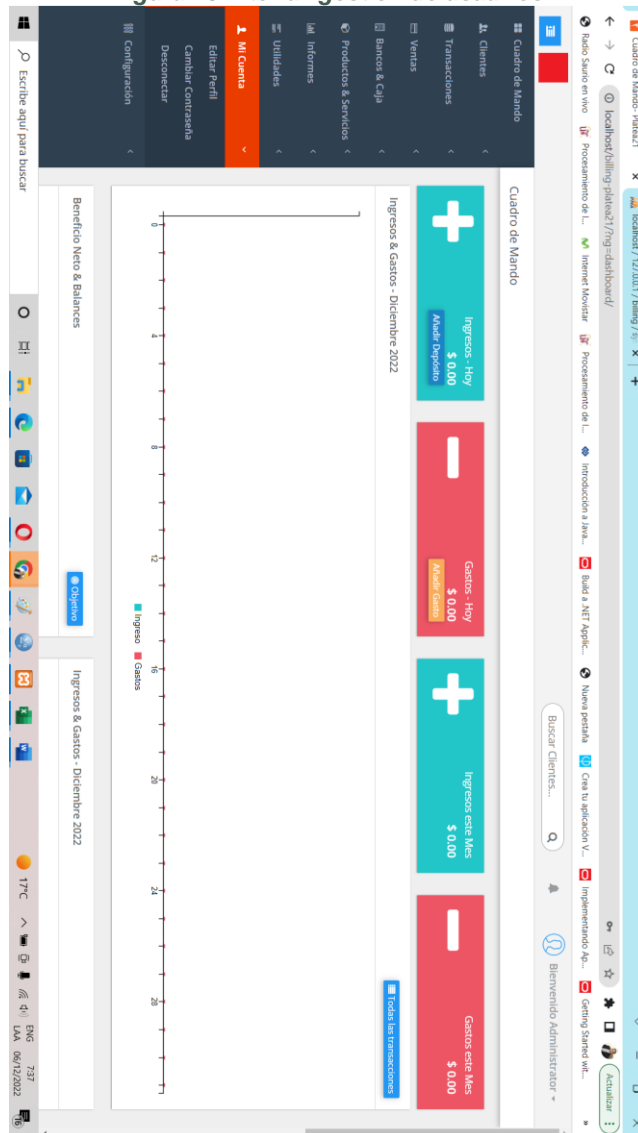 Cuadro de Mando- Platea21
localhost / 127.0.0.1 / billing / s
localhost/billing-platea21/?ng=dashboard/
Actualizar
Radio Saurio en vivo
Procesamiento de I...
Internet Movistar
Procesamiento de I...
Introducción a Java...
Build a .NET Applic...
Nueva pestaña
Crea tu aplicación V...
Implementando Ap...
Getting Started wit...
»
Buscar Clientes...
Bienvenido Administrator
Cuadro de Mando
Clientes
Transacciones
Ventas
Bancos & Caja
Productos & Servicios
Informes
Utilidades
Mi Cuenta
Editar Perfil
Cambiar Contraseña
Desconectar
Configuración
Cuadro de Mando
Ingresos - Hoy
$ 0.00
Añadir Depósito
Gastos - Hoy
$ 0.00
Añadir Gasto
Ingresos este Mes
$ 0.00
Gastos este Mes
$ 0.00
Ingresos & Gastos - Diciembre 2022
Todas las transacciones
0 4 8 12 16 20 24 28
Ingreso Gastos
Beneficio Neto & Balances
Objetivo
Ingresos & Gastos - Diciembre 2022
Escribe aquí para buscar
17°C
ENG
LAA
7:37
06/12/2022
16